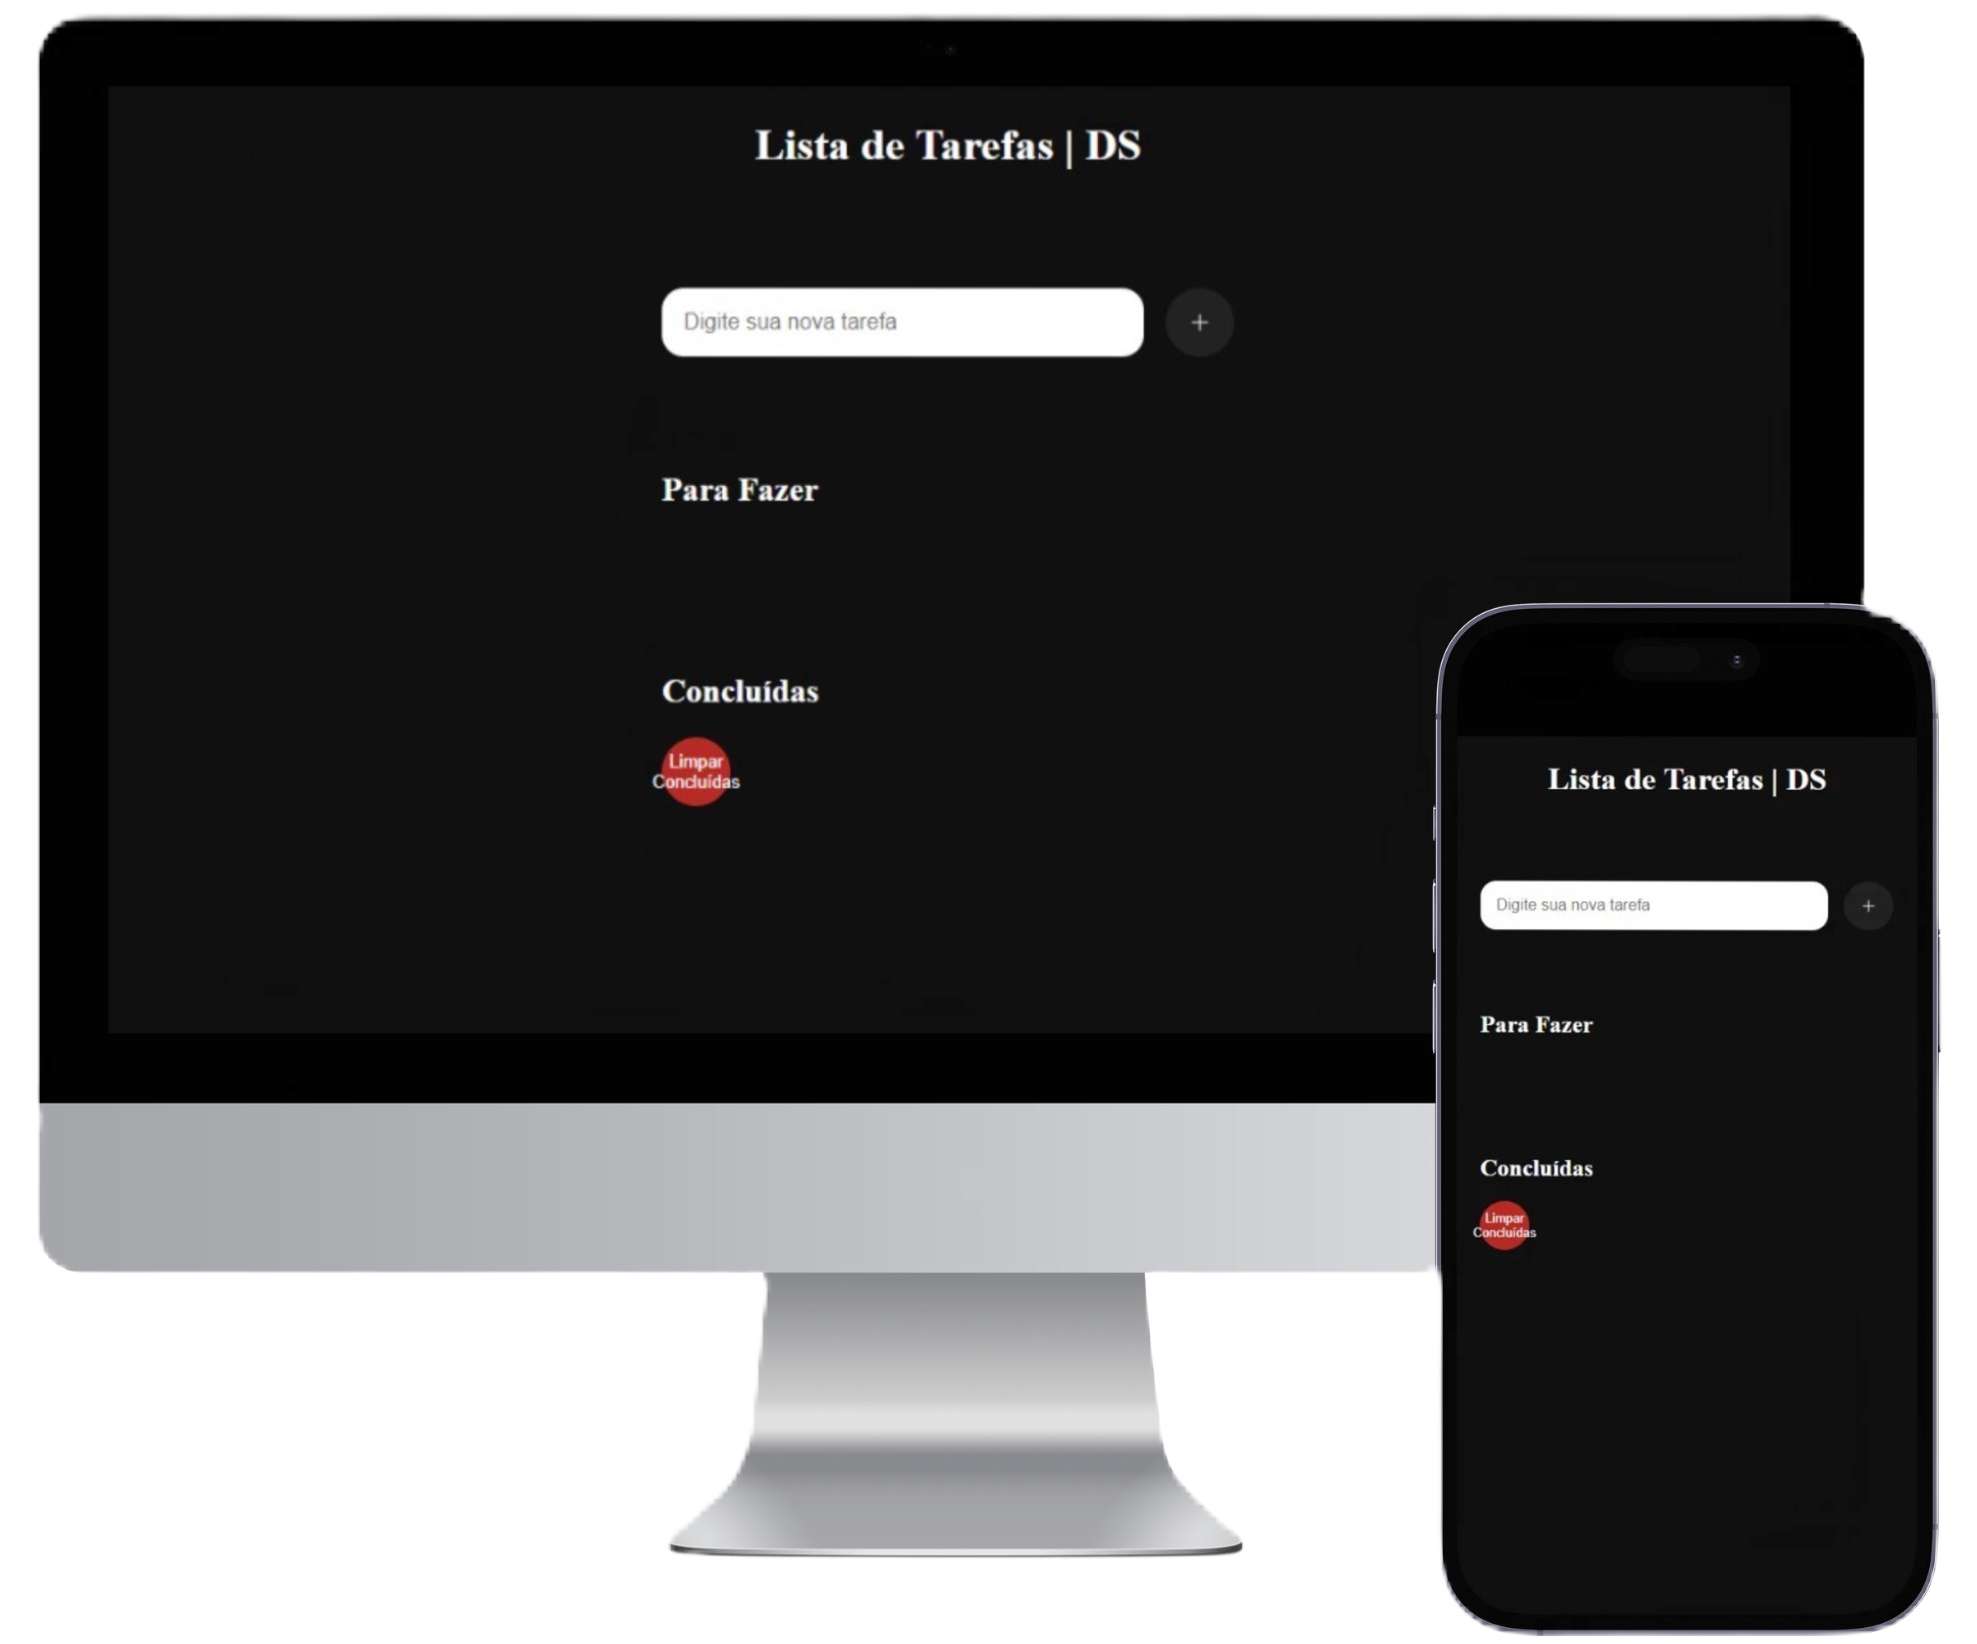 Lista de Tarefas | DS
Digite sua nova tarefa
+
Para Fazer
Concluídas
Limpar
Concluídas
Lista de Tarefas | DS
Digite sua nova tarefa
+
Para Fazer
Concluídas
Limpar
Concluídas